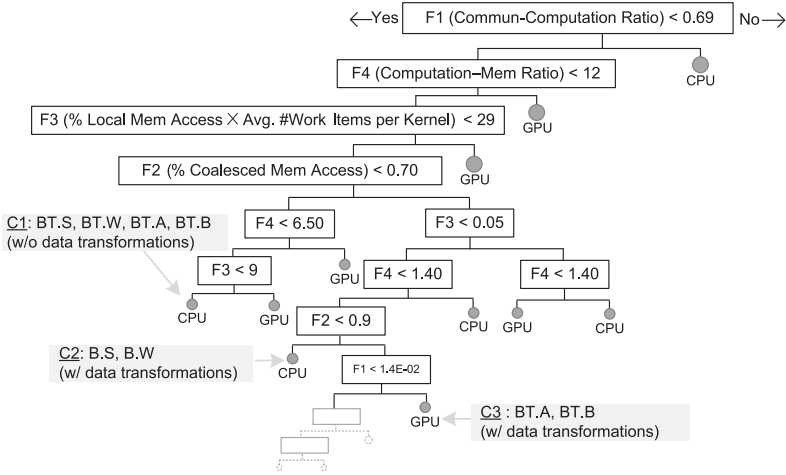 Yes
F1 (Commun-Computation Ratio) < 0.69
No
F4 (Computation–Mem Ratio) < 12
CPU
F3 (% Local Mem Access ✕ Avg. #Work Items per Kernel) < 29
GPU
F2 (% Coalesced Mem Access) < 0.70
GPU
C1: BT.S, BT.W, BT.A, BT.B
(w/o data transformations)
F4 < 6.50
F3 < 0.05
F3 < 9
GPU
F4 < 1.40
F4 < 1.40
CPU
GPU
F2 < 0.9
CPU
GPU
CPU
C2: B.S, B.W
(w/ data transformations)
CPU
F1 < 1.4E-02
GPU
C3 : BT.A, BT.B
(w/ data transformations)